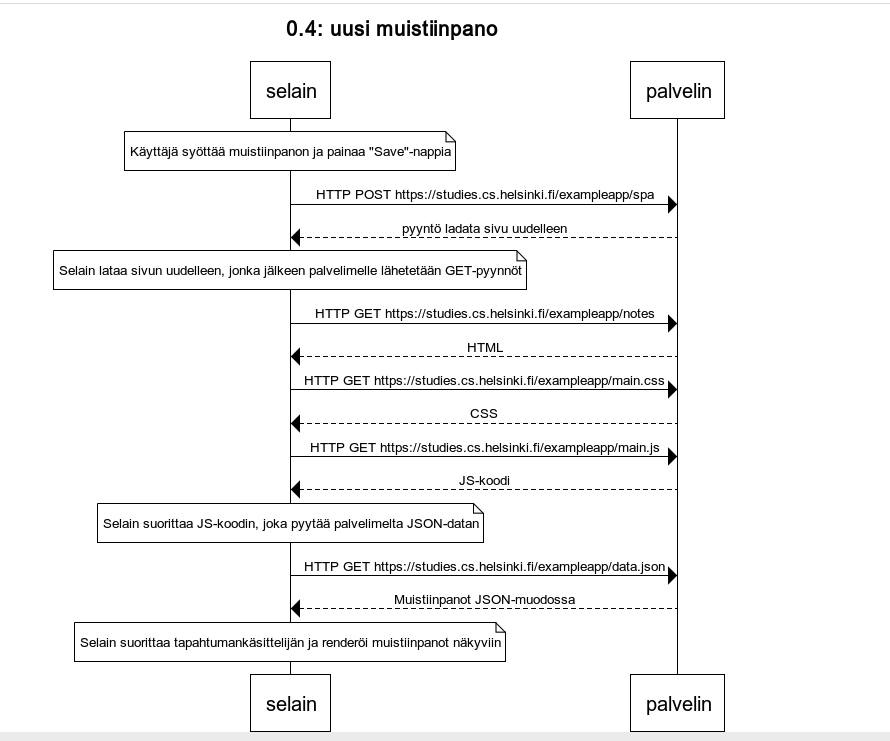 0.4: uusi muistiinpano
selain
palvelin
Käyttäjä syöttää muistiinpanon ja painaa "Save"-nappia
HTTP POST https://studies.cs.helsinki.fi/exampleapp/spa
pyyntö ladata sivu uudelleen
Selain lataa sivun uudelleen, jonka jälkeen palvelimelle lähetetään GET-pyynnöt
HTTP GET https://studies.cs.helsinki.fi/exampleapp/notes
HTML
HTTP GET https://studies.cs.helsinki.fi/exampleapp/main.css
CSS
HTTP GET https://studies.cs.helsinki.fi/exampleapp/main.js
JS-koodi
Selain suorittaa JS-koodin, joka pyytää palvelimelta JSON-datan
HTTP GET https://studies.cs.helsinki.fi/exampleapp/data.json
Muistiinpanot JSON-muodossa
Selain suorittaa tapahtumankäsittelijän ja renderöi muistiinpanot näkyviin
selain
palvelin